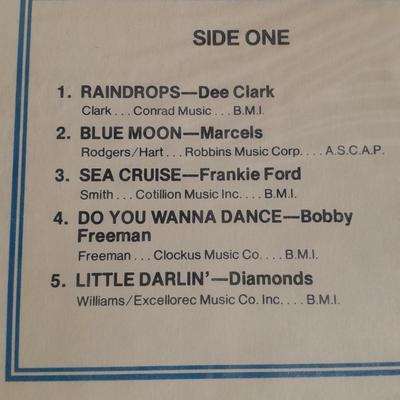 SIDE ONE
1. RAINDROPS—Dee Clark
Clark . . . Conrad Music . . . B.M.I.
2. BLUE MOON—Marcels
Rodgers/Hart . . . Robbins Music Corp. . . . A.S.C.A.P.
3. SEA CRUISE—Frankie Ford
Smith . . . Cotillion Music Inc. . . . B.M.I.
4. DO YOU WANNA DANCE—Bobby
Freeman
Freeman . . . Clockus Music Co. . . . B.M.I.
5. LITTLE DARLIN'—Diamonds
Williams/Excellorec Music Co. Inc. . . . B.M.I.